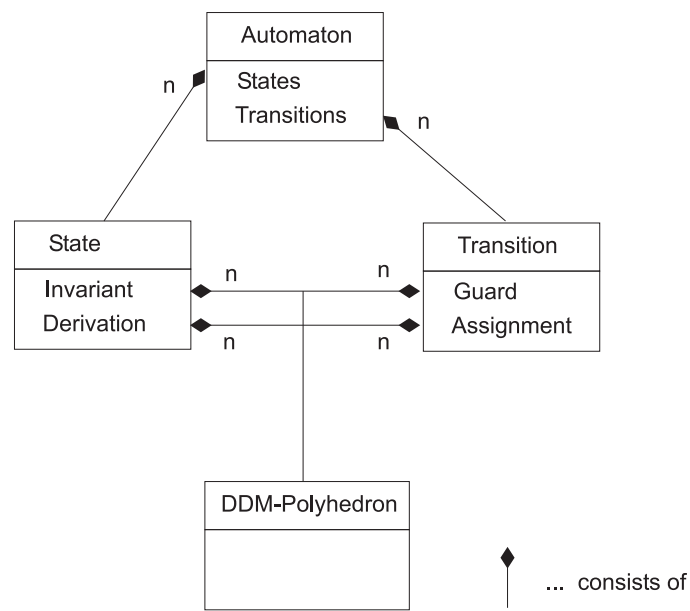 Automaton
n
States
Transitions
n
State
Transition
Invariant
n
n
Guard
Derivation
n
n
Assignment
DDM-Polyhedron
... consists of